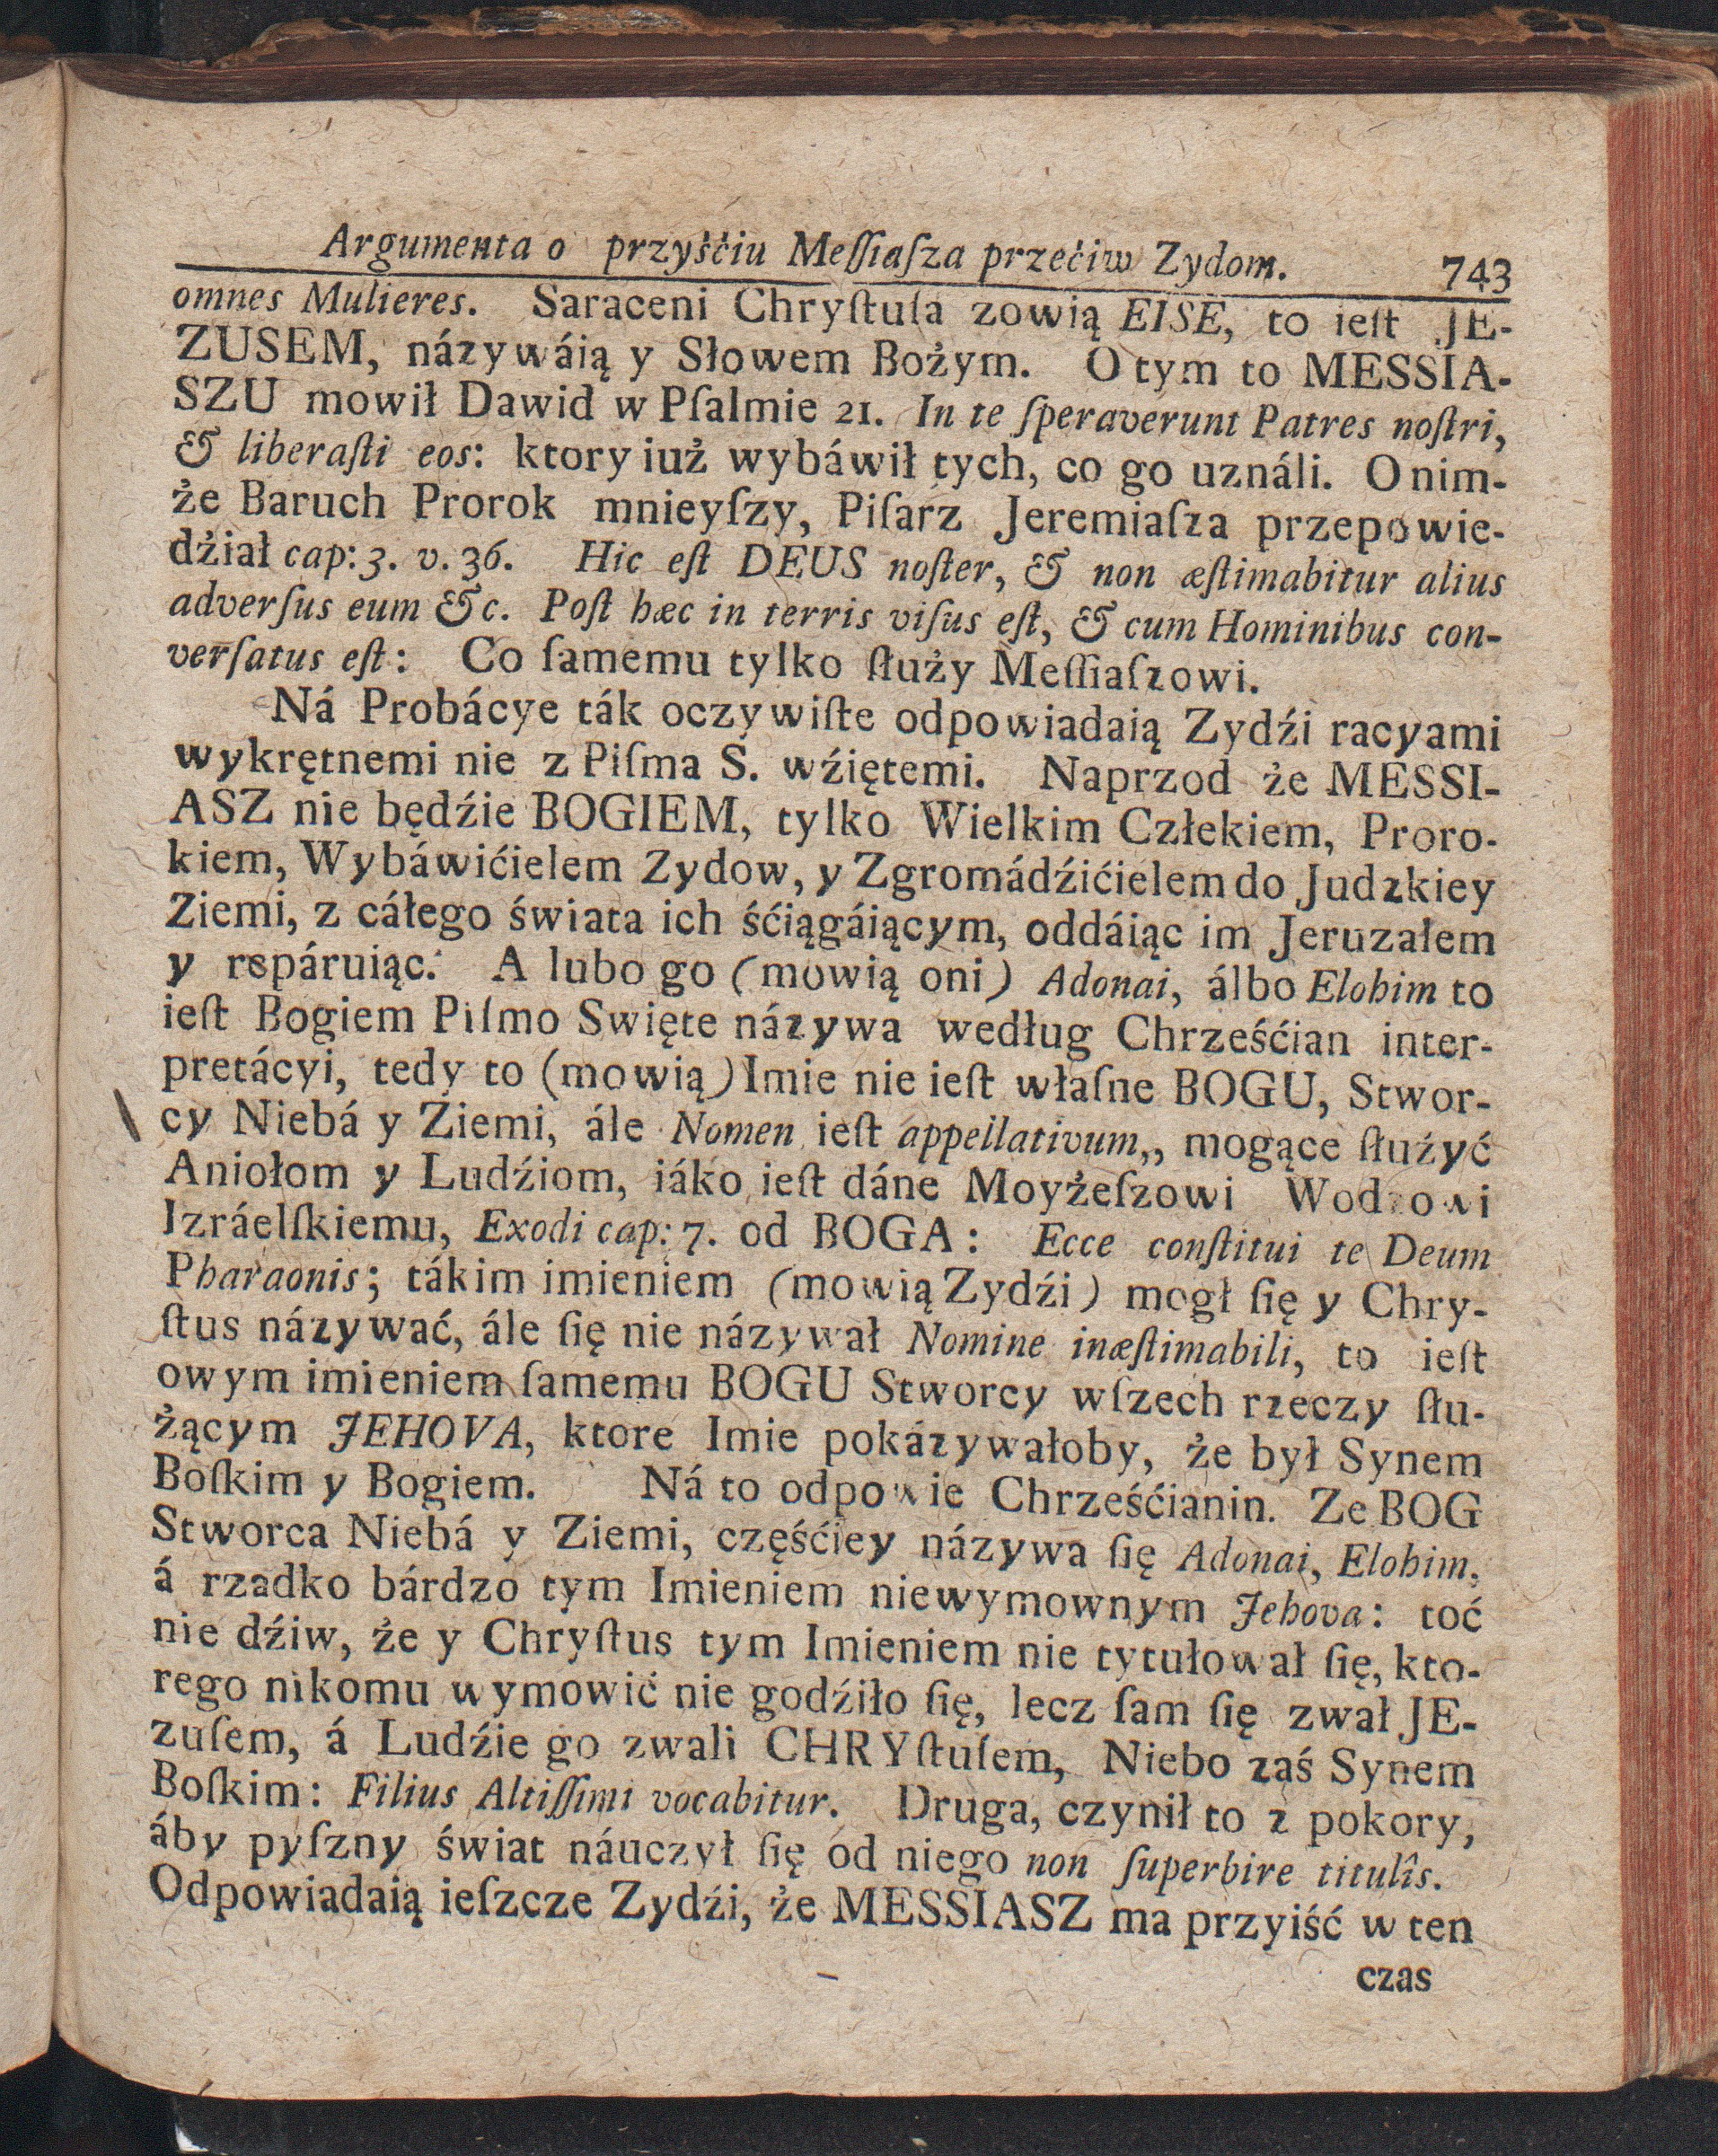 Argumenta o przyśćiu Meſſiaſza przećiw Zydom. 743
omnes Mulieres. Saraceni Chryſtuſa zowią EISE, to ieſt JE-
ZUSEM, názywáią y Słowem Bożym. O tym to MESSIA-
SZU mowił Dawid w Pſalmie 21. In te ſperaverunt Patres noſtri,
& liberaſti eos: ktory iuż wybáwił tych, co go uználi. O nim-
że Baruch Prorok mnieyſzy, Piſarz Jeremiaſza przepowie-
dźiał cap: 3. v. 36. Hic eſt DEUS noſter, & non æſtimabitur alius
adverſus eum &c. Poſt hæc in terris viſus eſt, & cum Hominibus con-
verſatus eſt: Co ſamemu tylko ſłuży Meſſiaſzowi.
Ná Probácye ták oczywiſte odpowiadaią Zydźi racyami
wykrętnemi nie z Piſma S. wźiętemi. Naprzod że MESSI-
ASZ nie będźie BOGIEM, tylko Wielkim Człekiem, Proro-
kiem, Wybáwićielem Zydow, y Zgromádźićielem do Judzkiey
Ziemi, z cáłego świata ich śćiągáiącym, oddáiąc im Jeruzalem
y repáruiąc. A lubo go (mowią oni) Adonai, álbo Elohim to
ieſt Bogiem Piſmo Swięte názywa według Chrześćian inter-
pretácyi, tedy to (mowią) Imie nie ieſt właſne BOGU, Stwor-
cy Niebá y Ziemi, ále Nomen ieſt appellativum,, mogące ſłużyć
Aniołom y Ludźiom, iáko ieſt dáne Moyżeſzowi Wodzowi
Izráelſkiemu, Exodi cap: 7. od BOGA: Ecce conſtitui te Deum
Pharaonis; tákim imieniem (mowią Zydźi) mogł ſię y Chry-
ſtus názywać, ále ſię nie názywał Nomine inæſtimabili, to ieſt
owym imieniem ſamemu BOGU Stworcy wſzech rzeczy ſłu-
żącym JEHOVA, ktore Imie pokázywałoby, że był Synem
Boſkim y Bogiem. Ná to odpowie Chrześćianin. Ze BOG
Stworca Niebá y Ziemi, częśćiey názywa ſię Adonai, Elohim,
á rzadko bárdzo tym Imieniem niewymownym Jehova: toć
nie dźiw, że y Chryſtus tym Imieniem nie tytułował ſię, kto-
rego nikomu wymowić nie godźiło ſię, lecz ſam ſię zwał JE-
zuſem, á Ludźie go zwali CHRYſtuſem, Niebo zaś Synem
Boſkim: Filius Altiſſimi vocabitur. Druga, czynił to z pokory,
áby pyſzny świat náuczył ſię od niego non ſuperbire titulîs.
Odpowiadaią ieſzcze Zydźi, że MESSIASZ ma przyiść w ten
czas